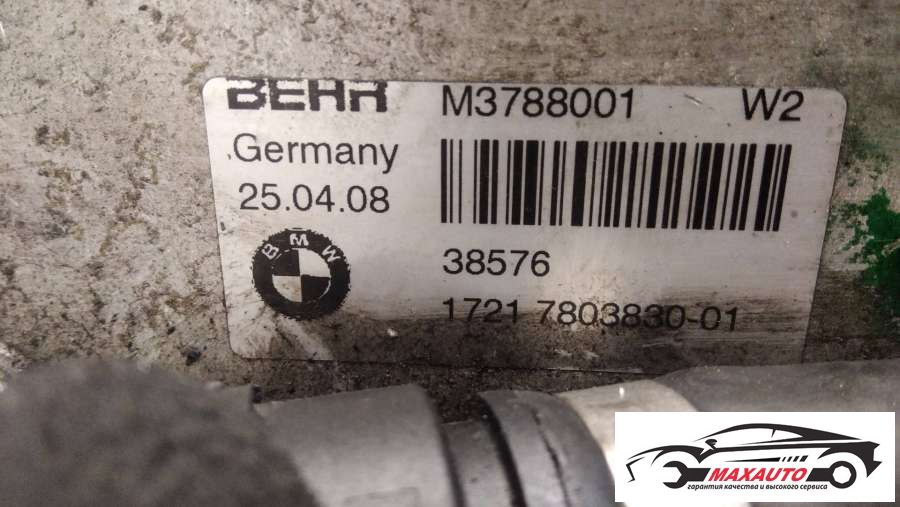 BEHR M3788001 W2
Germany
25.04.08
BMW
38576
1721 7803830-01
MAXAUTO
гарантия качества и высокого сервиса